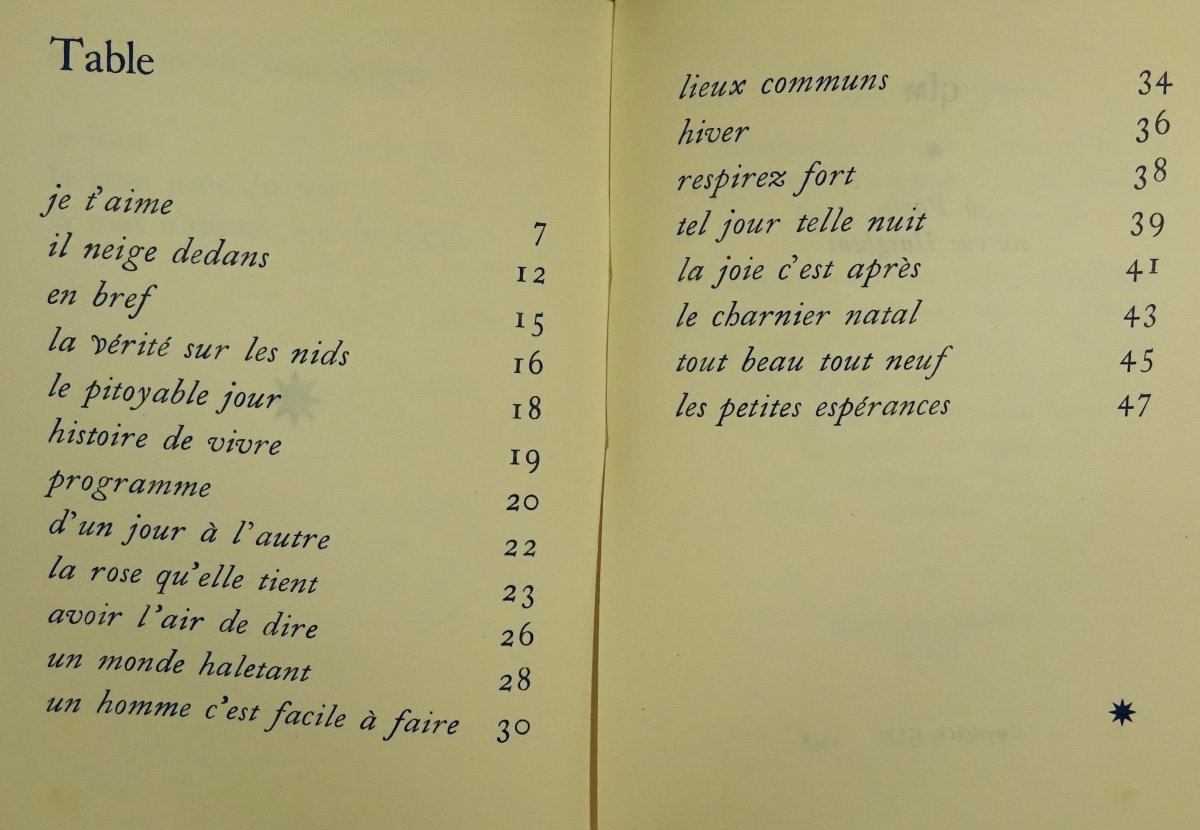 Table
je t'aime 7
il neige dedans 12
en bref 15
la vérité sur les nids 16
le pitoyable jour 18
histoire de vivre 19
programme 20
d'un jour à l'autre 22
la rose qu'elle tient 23
avoir l'air de dire 26
un monde haletant 28
un homme c'est facile à faire 30
lieux communs 34
hiver 36
respirez fort 38
tel jour telle nuit 39
la joie c'est après 41
le charnier natal 43
tout beau tout neuf 45
les petites espérances 47